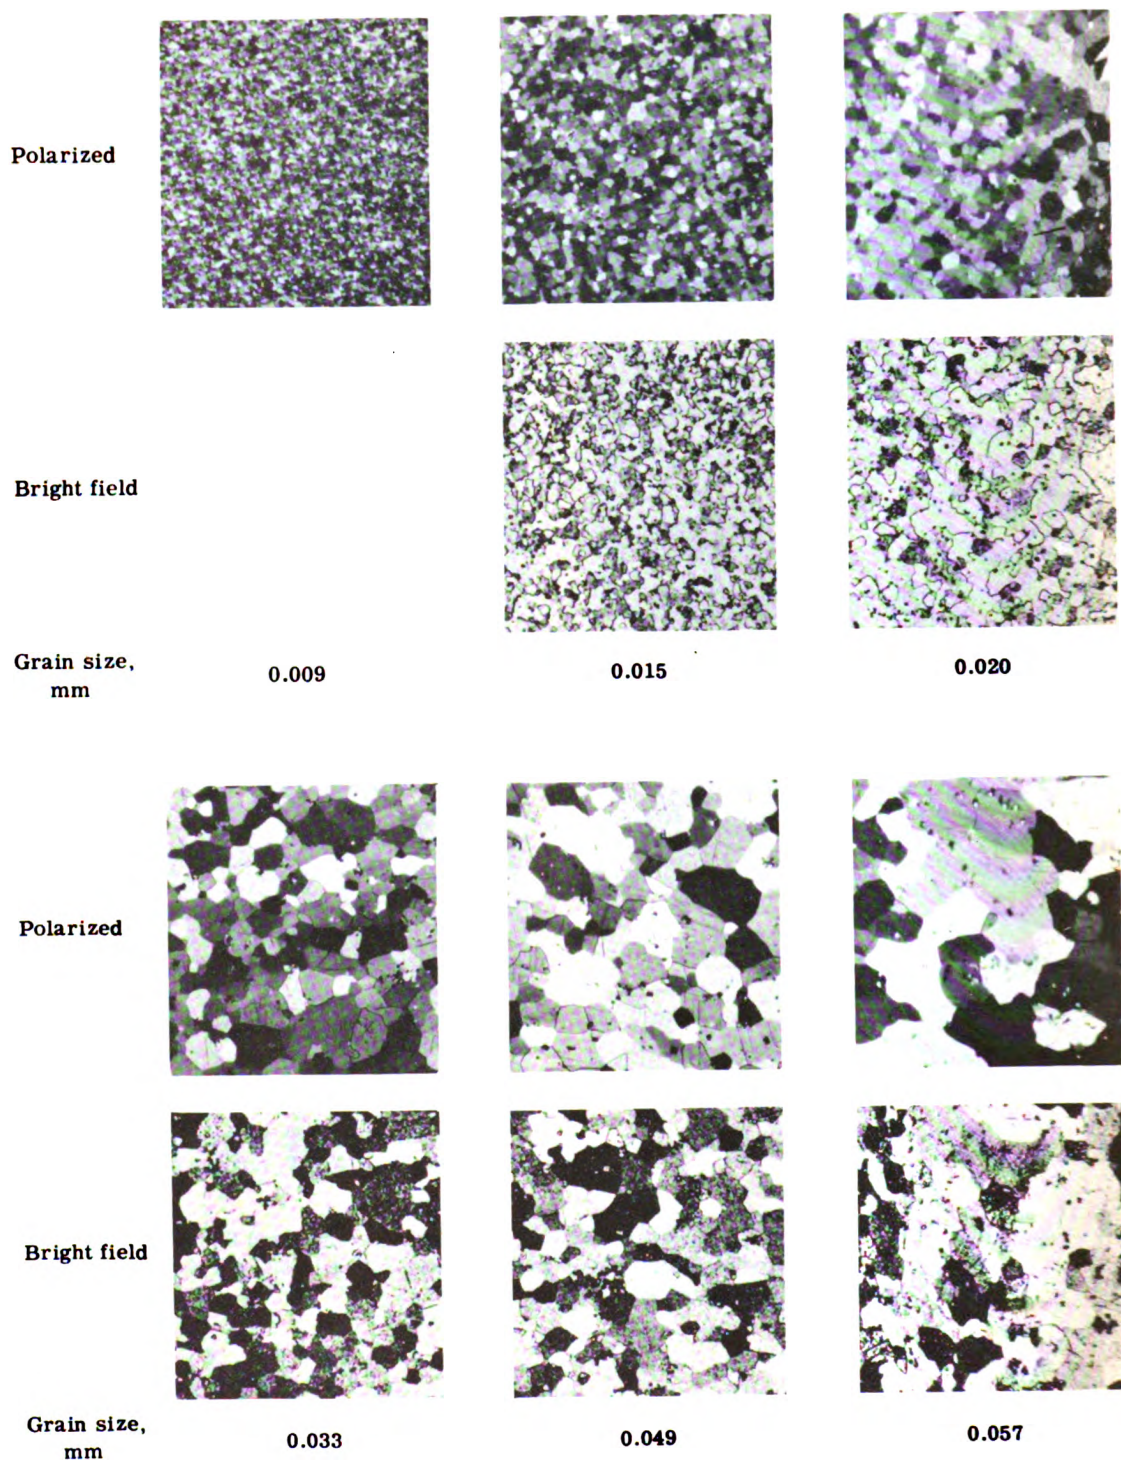 Polarized
Bright field
Grain size,
mm
0.009 0.015 0.020
Polarized
Bright field
Grain size,
mm
0.033 0.049 0.057